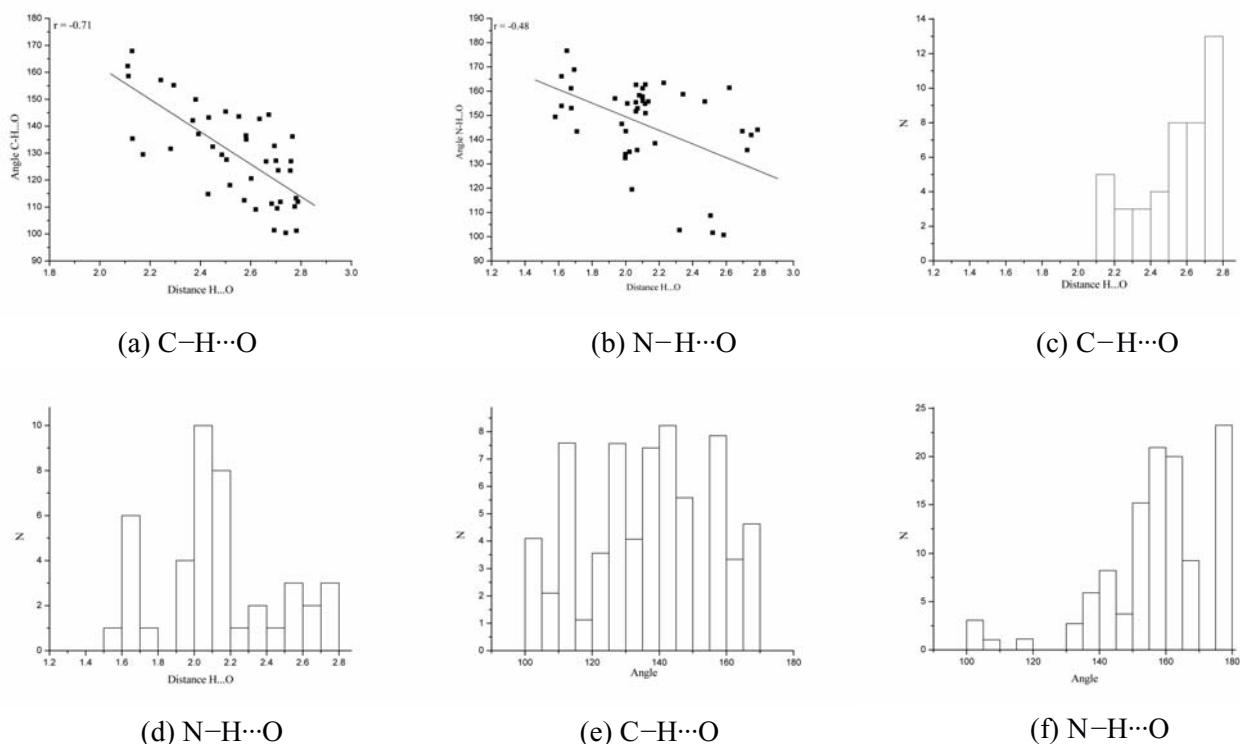 r = -0.71
180
170
160
150
140
130
120
110
100
90
Angle C-H...O
1.8 2.0 2.2 2.4 2.6 2.8 3.0
Distance H...O
(a) C−H···O
r = -0.48
190
180
170
160
150
140
130
120
110
100
90
Angle N-H...O
1.2 1.4 1.6 1.8 2.0 2.2 2.4 2.6 2.8 3.0
Distance H...O
(b) N−H···O
14
12
10
8
6
4
2
0
N
1.2 1.4 1.6 1.8 2.0 2.2 2.4 2.6 2.8
Distance H...O
(c) C−H···O
10
8
6
4
2
0
N
1.2 1.4 1.6 1.8 2.0 2.2 2.4 2.6 2.8
Distance H...O
(d) N−H···O
8
7
6
5
4
3
2
1
0
N
100 120 140 160 180
Angle
(e) C−H···O
25
20
15
10
5
0
N
100 120 140 160 180
Angle
(f) N−H···O